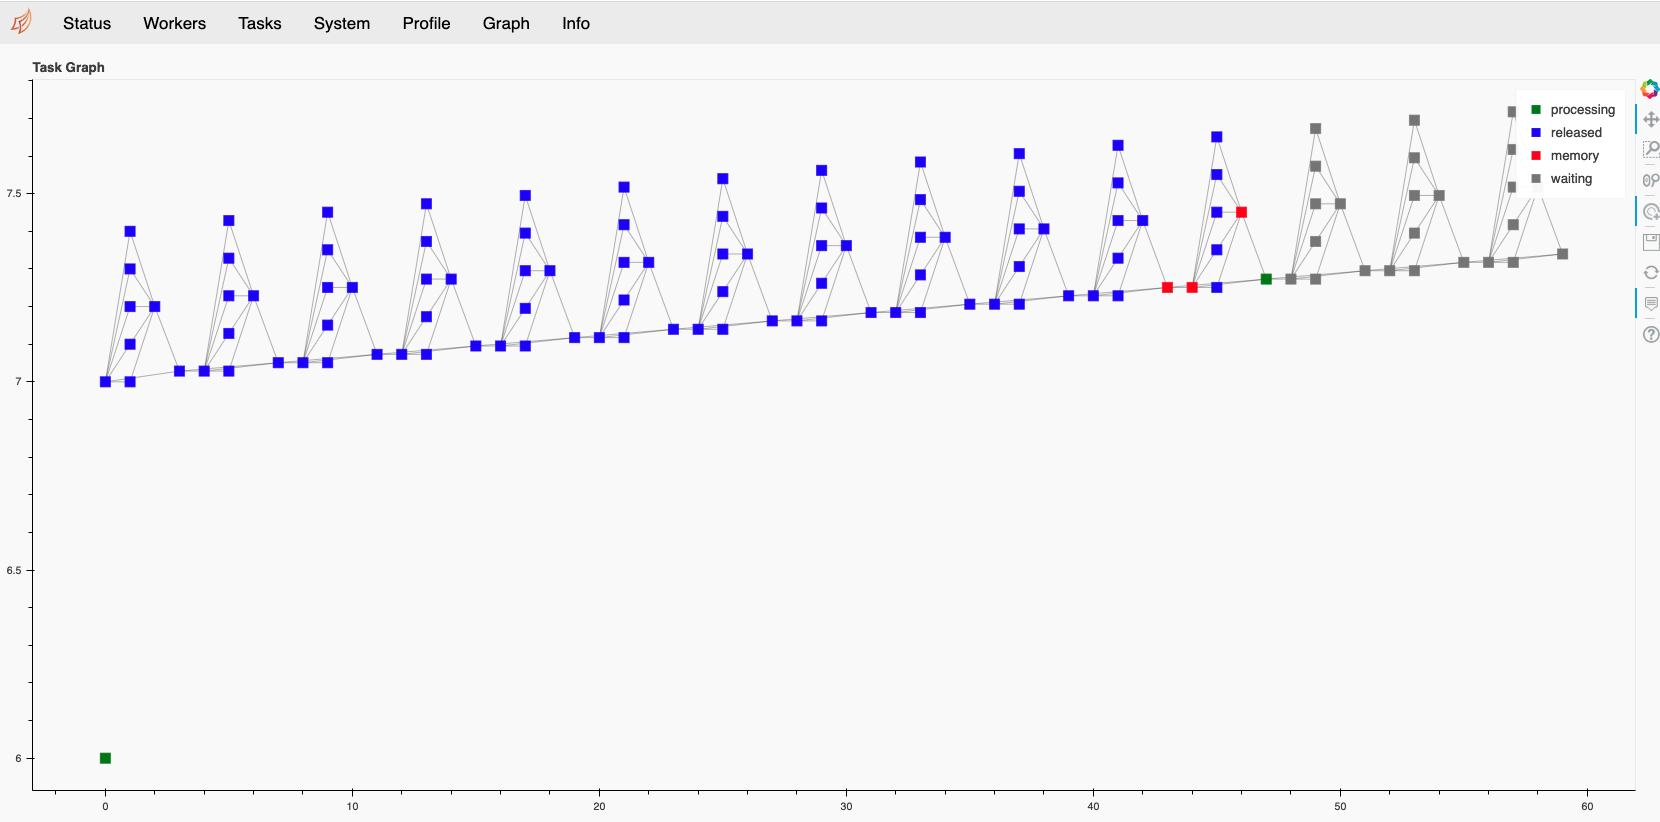 Status Workers Tasks System Profile Graph Info
Task Graph
processing
released
memory
waiting
7.5
7
6.5
6
0 10 20 30 40 50 60